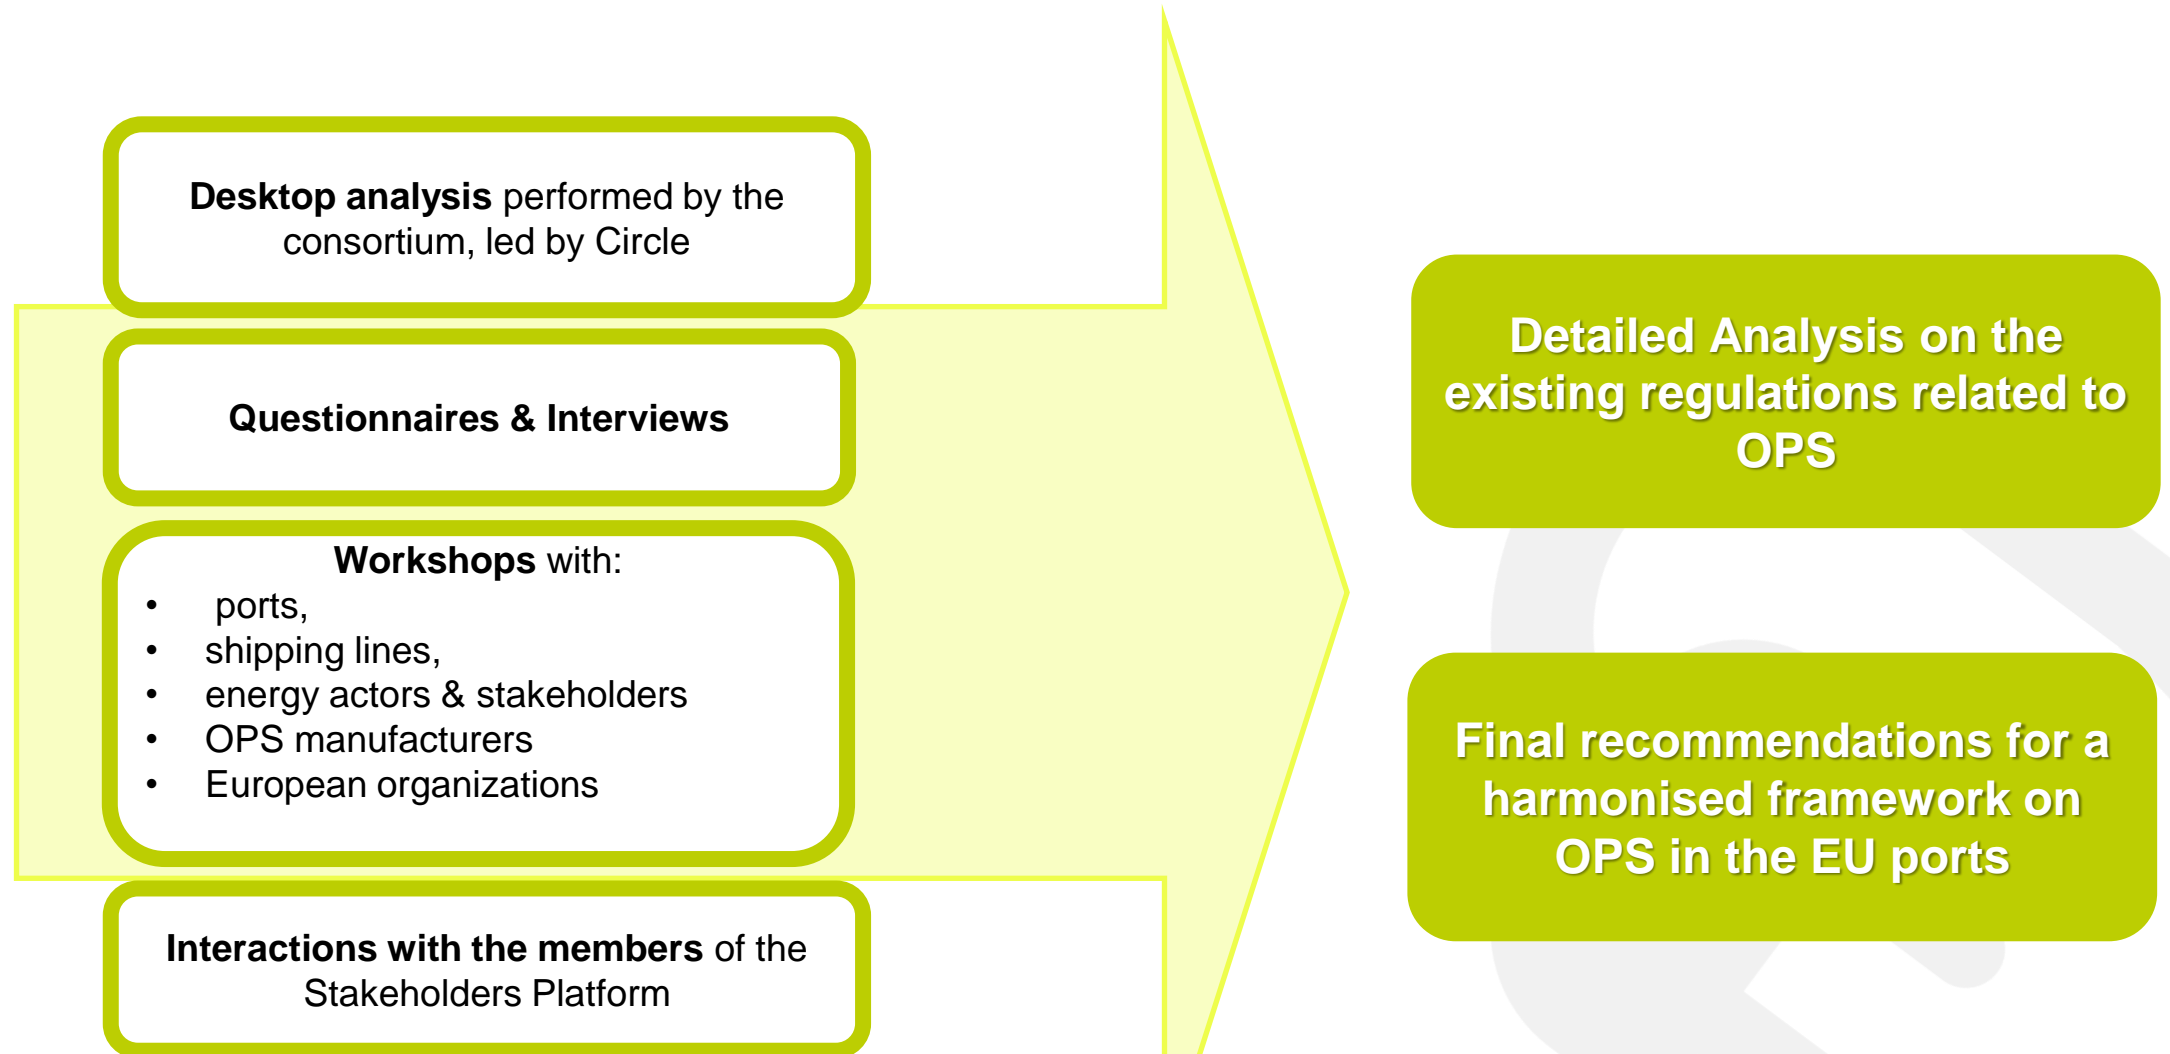 Desktop analysis performed by the
consortium, led by Circle
Questionnaires & Interviews
Workshops with:
• ports,
• shipping lines,
• energy actors & stakeholders
• OPS manufacturers
• European organizations
Interactions with the members of the
Stakeholders Platform
Detailed Analysis on the
existing regulations related to
OPS
Final recommendations for a
harmonised framework on
OPS in the EU ports